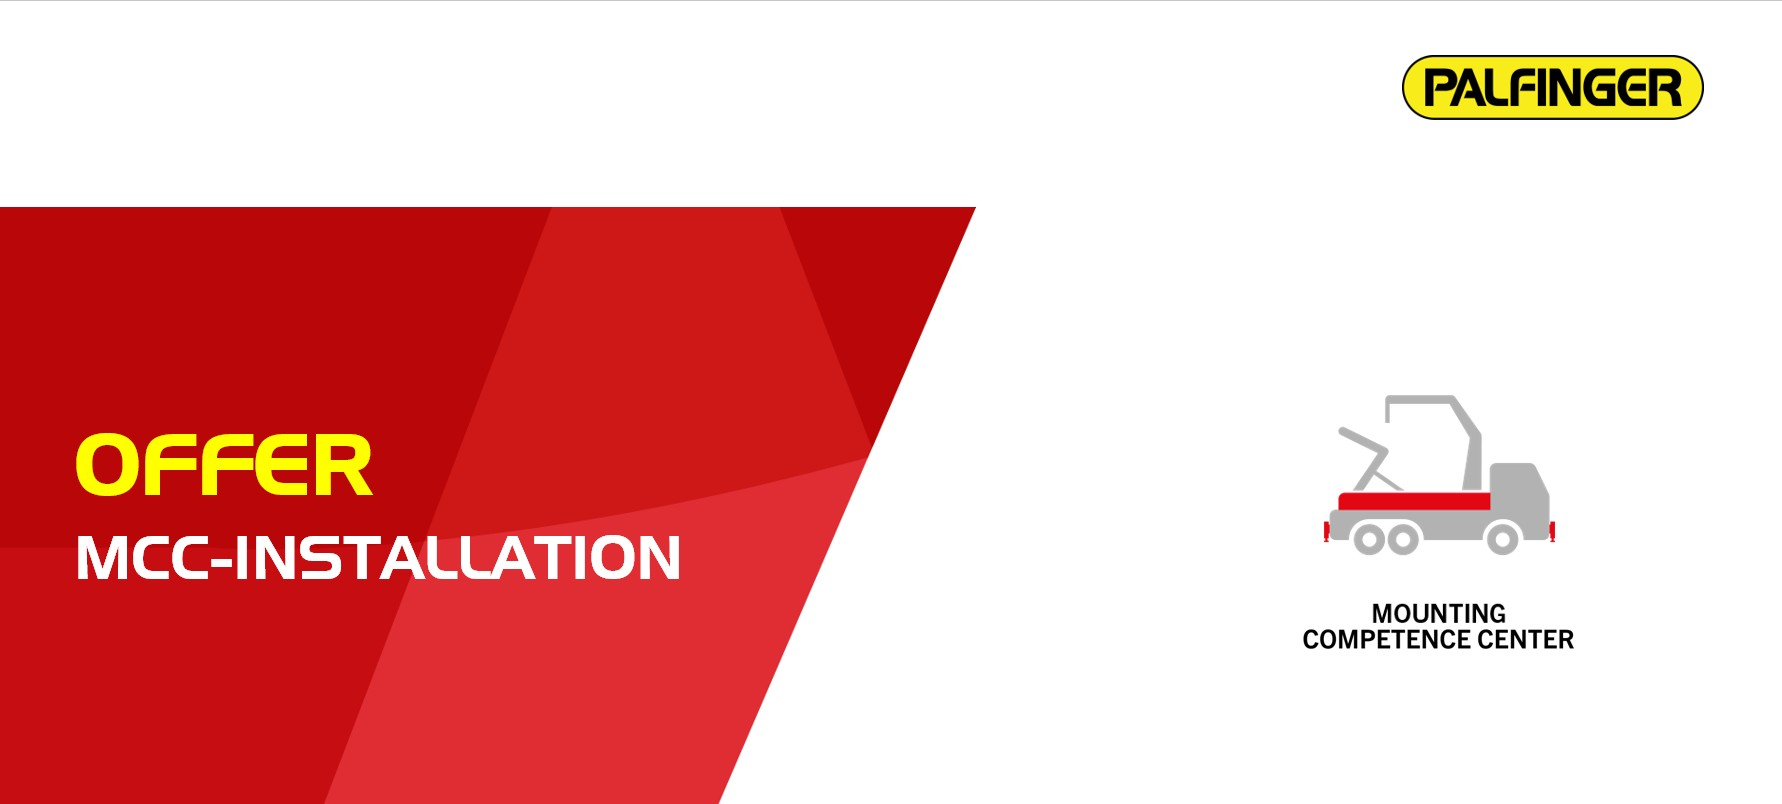 PALFINGER
OFFER
MCC-INSTALLATION
MOUNTING
COMPETENCE CENTER